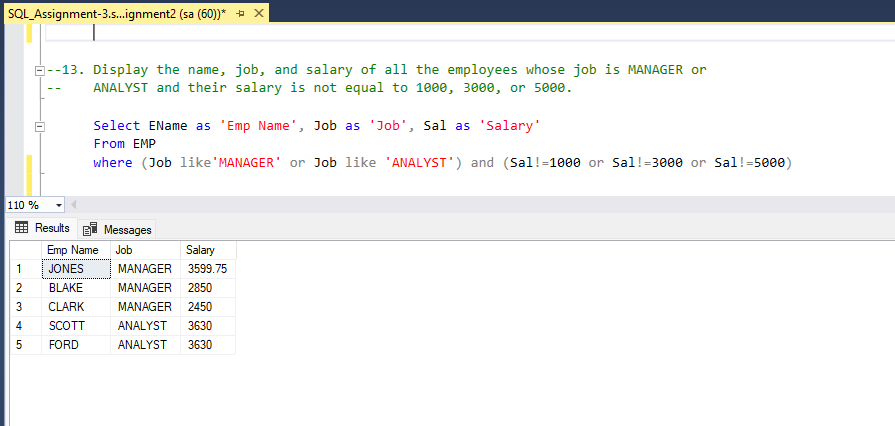 SQL_Assignment-3.s...ignment2 (sa (60))*
--13. Display the name, job, and salary of all the employees whose job is MANAGER or
-- ANALYST and their salary is not equal to 1000, 3000, or 5000.
Select EName as 'Emp Name', Job as 'Job', Sal as 'Salary'
From EMP
where (Job like'MANAGER' or Job like 'ANALYST') and (Sal!=1000 or Sal!=3000 or Sal!=5000)
110 %
Results Messages
Emp Name Job Salary
1 JONES MANAGER 3599.75
2 BLAKE MANAGER 2850
3 CLARK MANAGER 2450
4 SCOTT ANALYST 3630
5 FORD ANALYST 3630